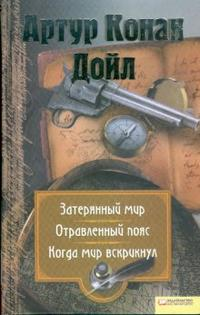 Артур Конан
Дойл
Затерянный мир
Отравленный пояс
Когда мир вскрикнул